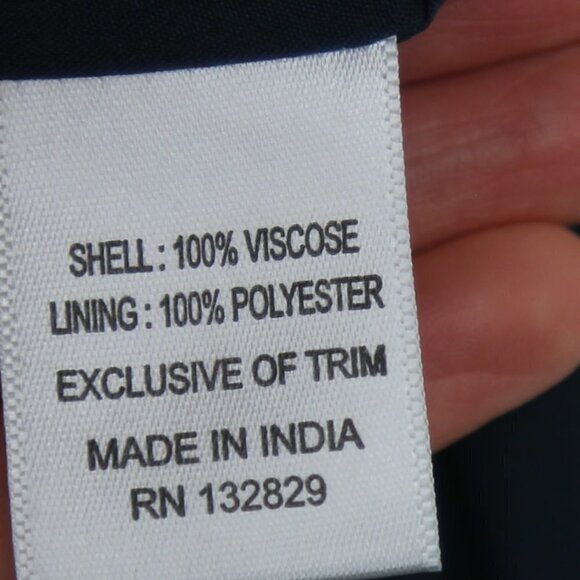 SHELL : 100% VISCOSE
LINING : 100% POLYESTER
EXCLUSIVE OF TRIM
MADE IN INDIA
RN 132829